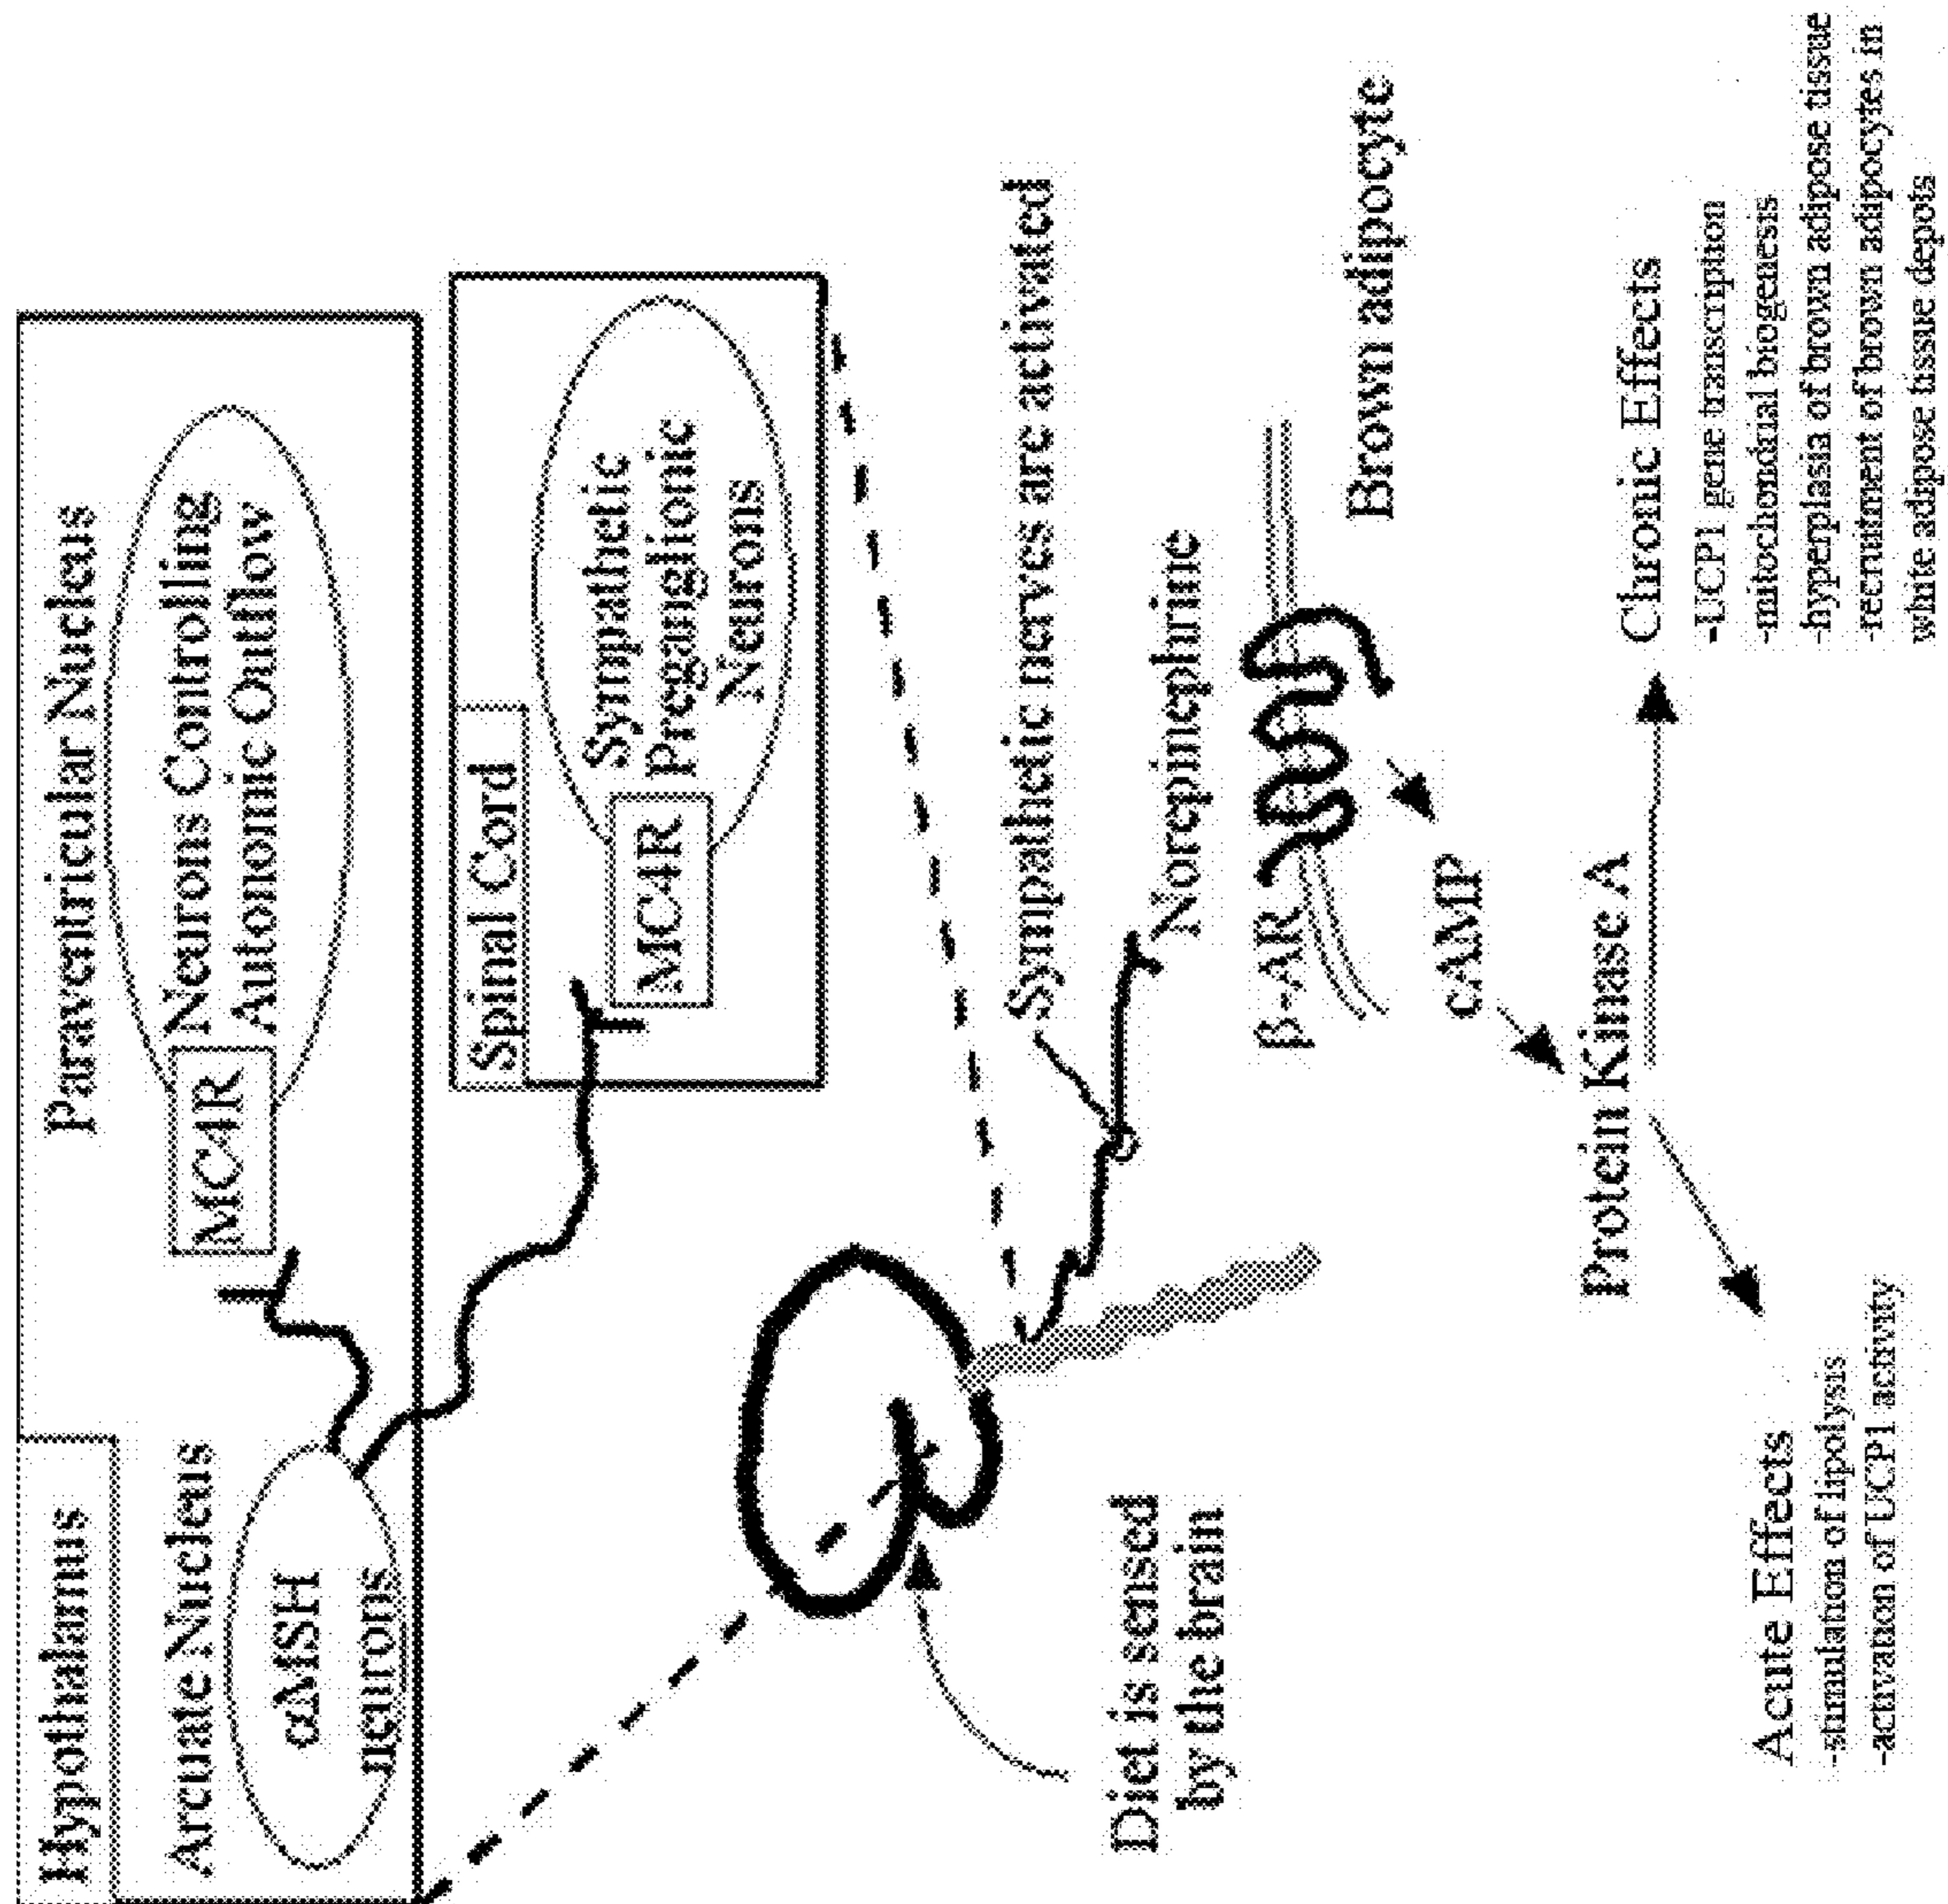 Hypothalamus
Paraventricular Nucleus
Arcuate Nucleus
αMSH
neurons
MC4R
Neurons Controlling
Autonomic Outflow
Spinal Cord
MC4R
Sympathetic
Preganglionic
Neurons
Diet is sensed
by the brain
Sympathetic nerves are activated
Norepinephrine
β-AR
Brown adipocyte
cAMP
Protein Kinase A
Acute Effects
-stimulation of lipolysis
-activation of UCP1 activity
Chronic Effects
-UCP1 gene transcription
-mitochondrial biogenesis
-hyperplasia of brown adipose tissue
-recruitment of brown adipocytes in
white adipose tissue depots